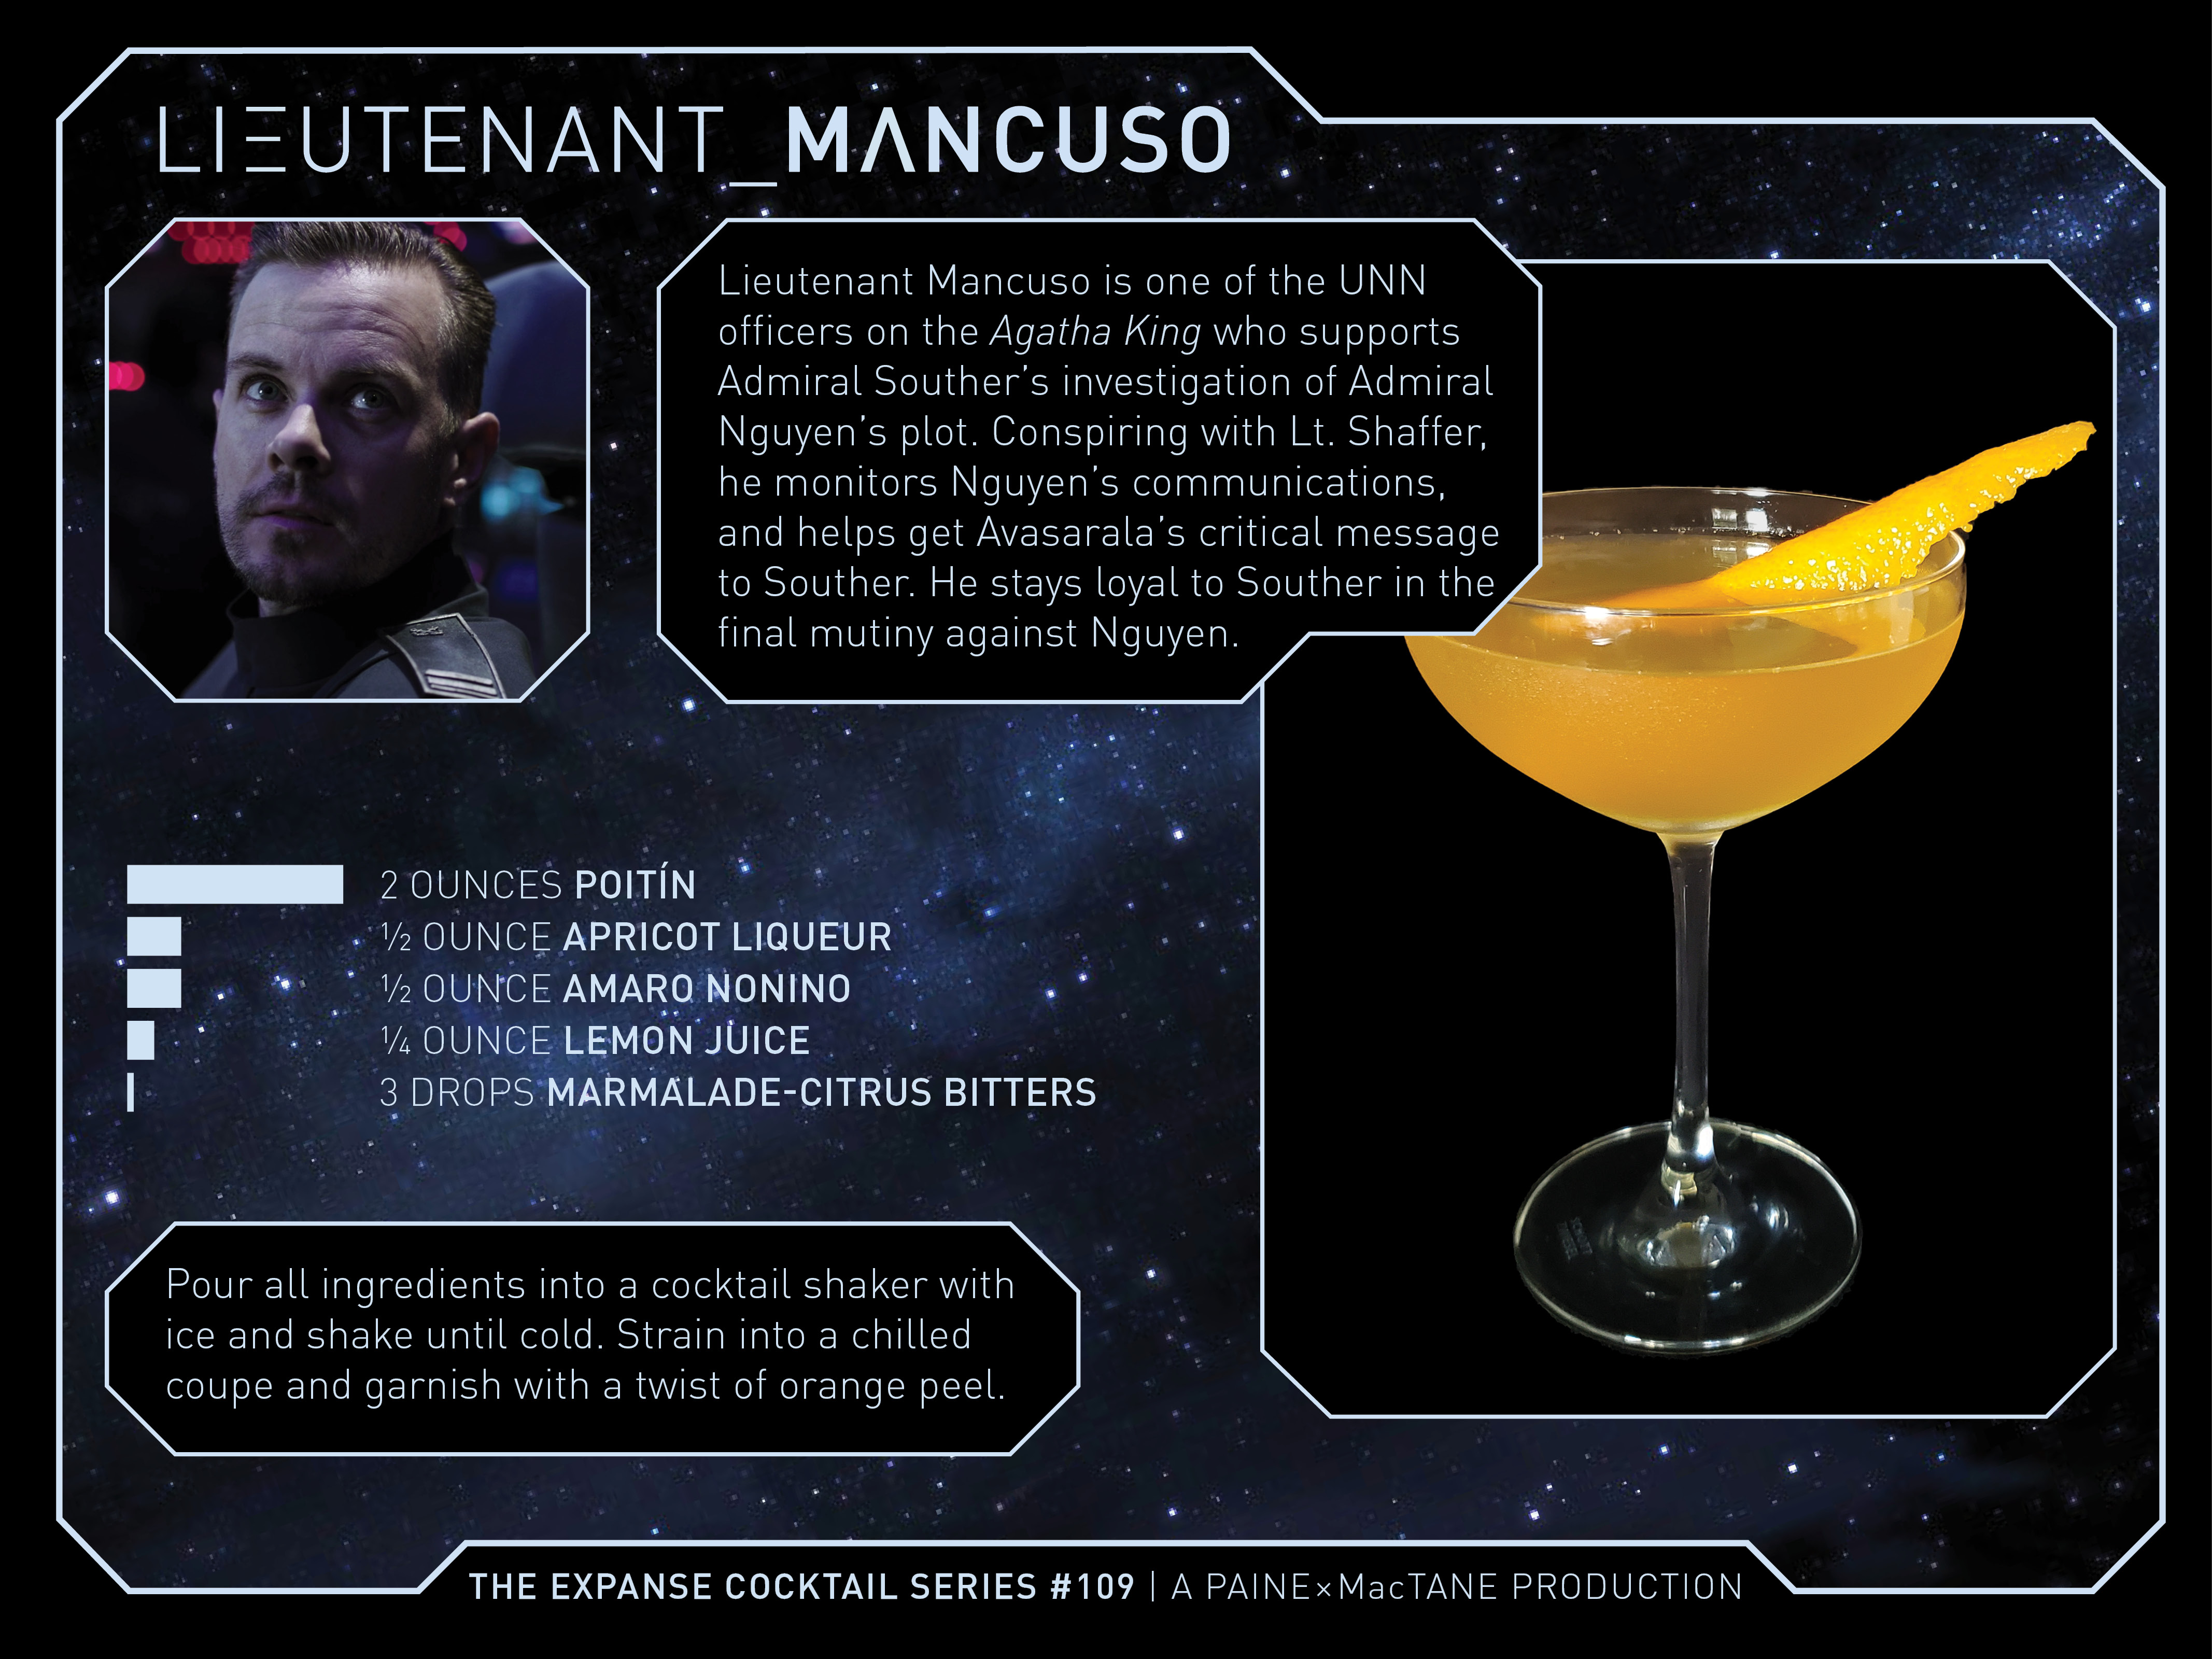 LIEUTENANT_MANCUSO
Lieutenant Mancuso is one of the UNN
officers on the Agatha King who supports
Admiral Souther’s investigation of Admiral
Nguyen’s plot. Conspiring with Lt. Shaffer,
he monitors Nguyen’s communications,
and helps get Avasarala’s critical message
to Souther. He stays loyal to Souther in the
final mutiny against Nguyen.
2 OUNCES POITÍN
½ OUNCE APRICOT LIQUEUR
½ OUNCE AMARO NONINO
¼ OUNCE LEMON JUICE
3 DROPS MARMALADE-CITRUS BITTERS
Pour all ingredients into a cocktail shaker with
ice and shake until cold. Strain into a chilled
coupe and garnish with a twist of orange peel.
THE EXPANSE COCKTAIL SERIES #109 | A PAINE×MacTANE PRODUCTION